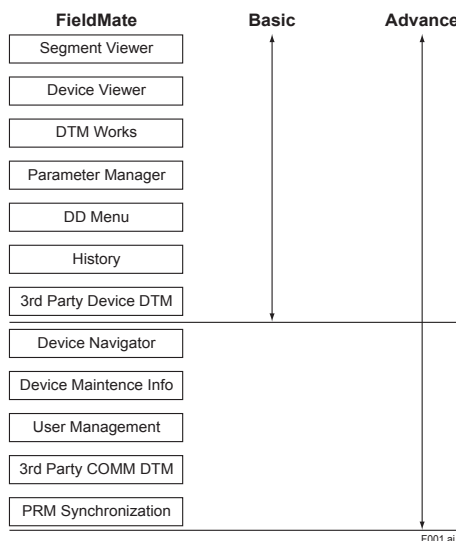 FieldMate Basic Advance
Segment Viewer
Device Viewer
DTM Works
Parameter Manager
DD Menu
History
3rd Party Device DTM
Device Navigator
Device Maintence Info
User Management
3rd Party COMM DTM
PRM Synchronization
F001.ai